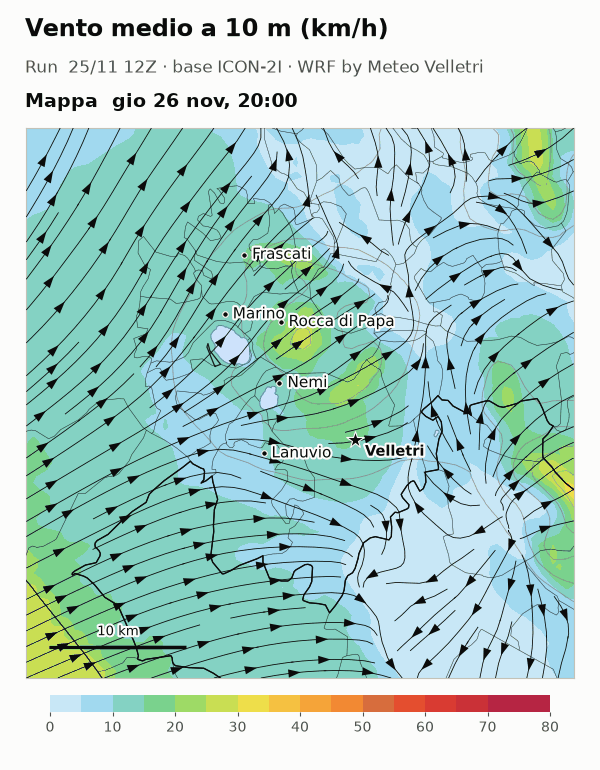 Vento medio a 10 m (km/h)
Run  25/11 12Z · base ICON-2I · WRF by Meteo Velletri
Mappa  gio 26 nov, 20:00
Frascati
Marino
Rocca di Papa
Nemi
Velletri
Lanuvio
10 km
0 10 20 30 40 50 60 70 80